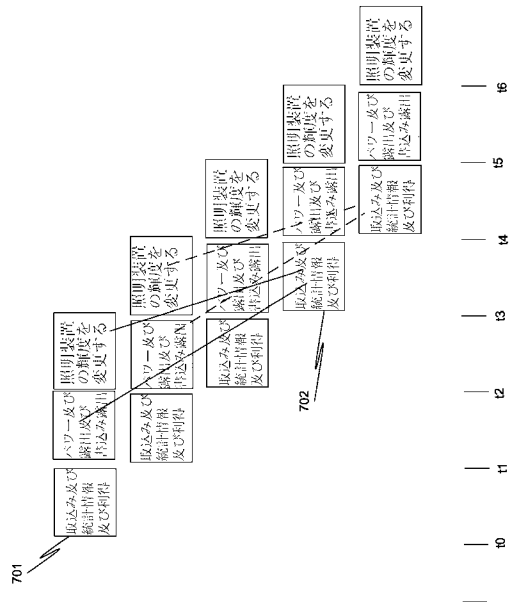 701
取込み及び
統計情報
及び利得
パワー及び
露出及び
書込み露出
照明装置
の輝度を
変更する
取込み及び
統計情報
及び利得
パワー及び
露出及び
書込み露出
照明装置
の輝度を
変更する
取込み及び
統計情報
及び利得
パワー及び
露出及び
書込み露出
照明装置
の輝度を
変更する
702
取込み及び
統計情報
及び利得
パワー及び
露出及び
書込み露出
照明装置
の輝度を
変更する
取込み及び
統計情報
及び利得
パワー及び
露出及び
書込み露出
照明装置
の輝度を
変更する
t0
t1
t2
t3
t4
t5
t6